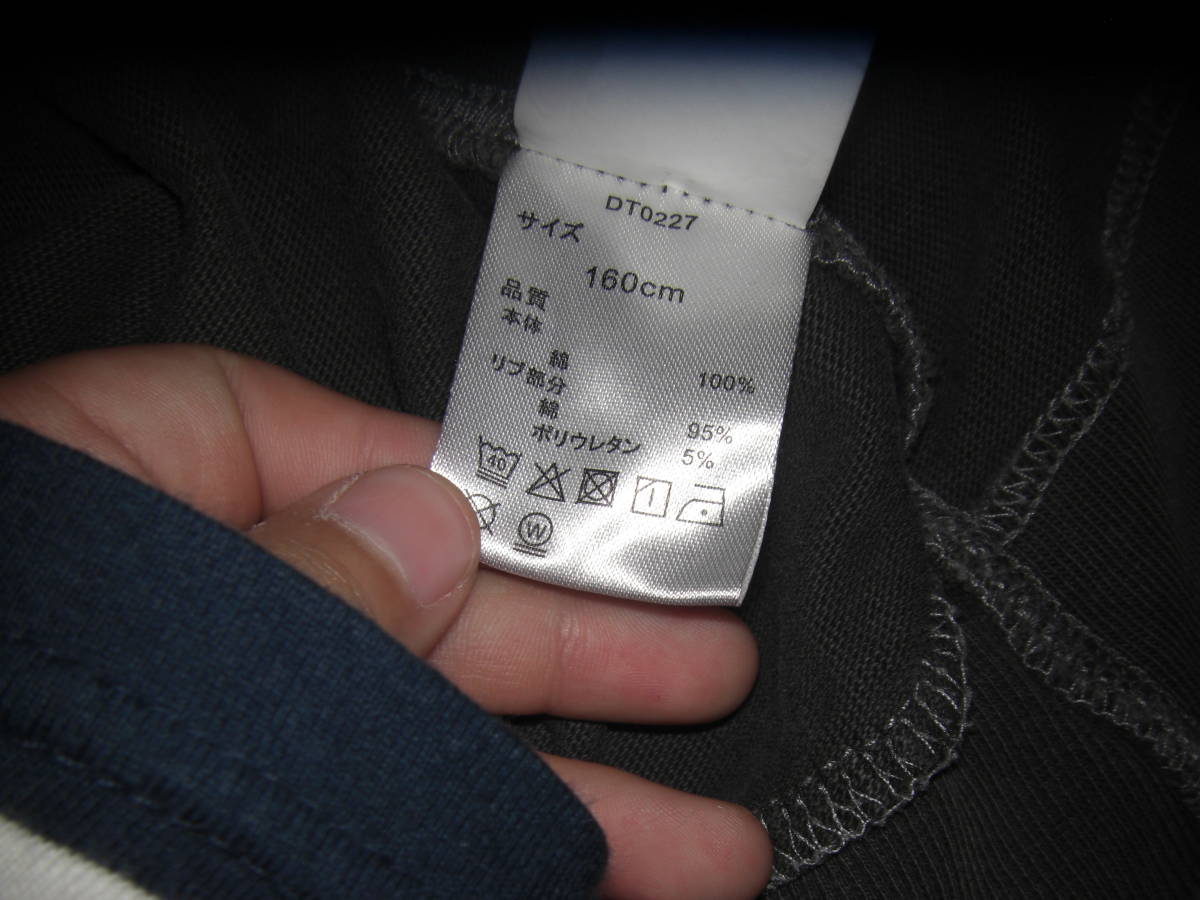 DT0227
サイズ
160cm
品質
本体
綿 100%
リブ部分
綿 95%
ポリウレタン 5%
40
W